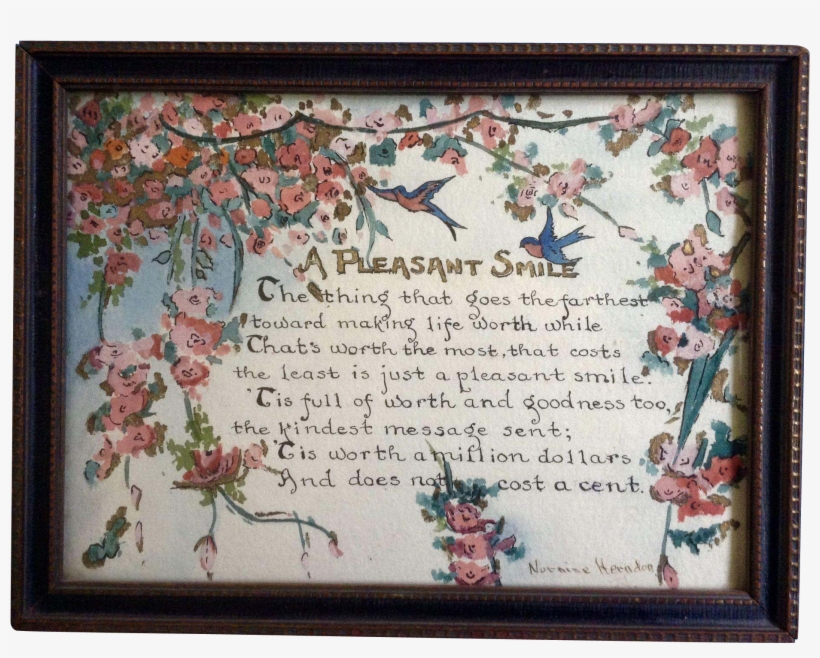 A PLEASANT SMILE
The thing that goes the farthest
toward making life worth while
That's worth the most, that costs
the least is just a pleasant smile.
'Tis full of worth and goodness too,
the kindest message sent;
'Tis worth a million dollars
And does not cost a cent.
Noraine Herndon